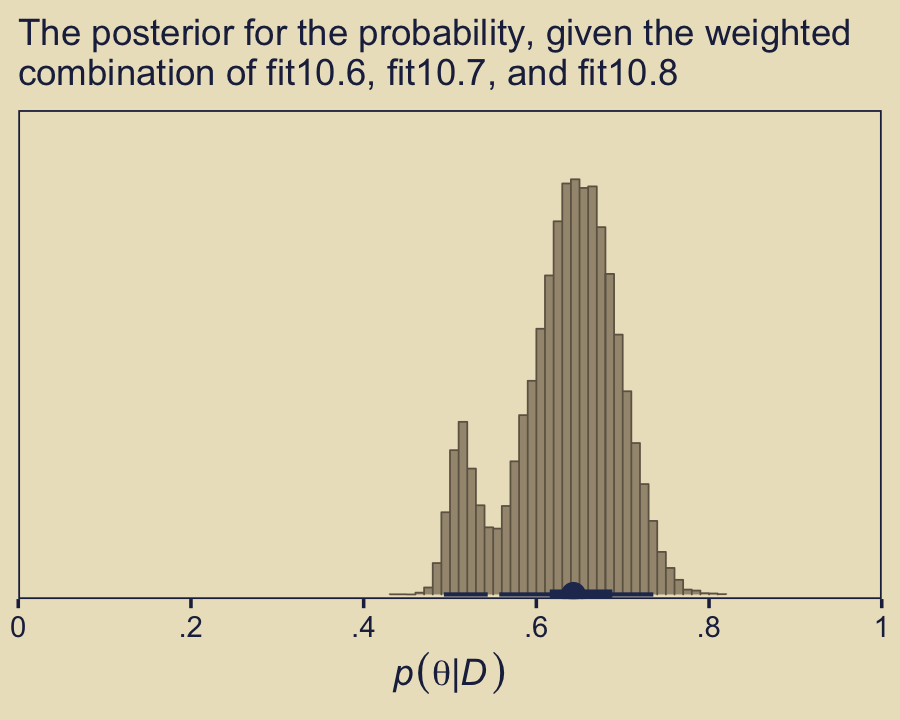 The posterior for the probability, given the weighted
combination of fit10.6, fit10.7, and fit10.8
0 .2 .4 .6 .8 1
p(θ|D)